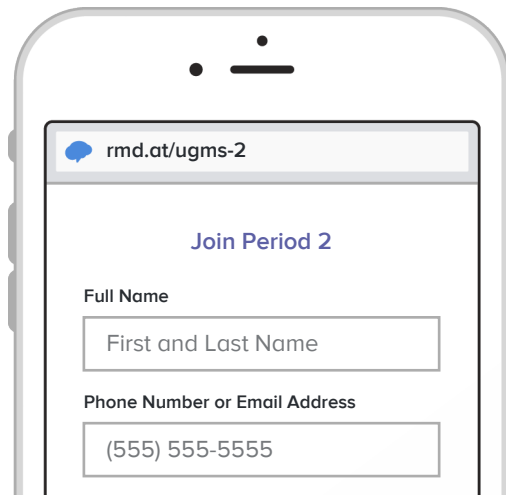 rmd.at/ugms-2
Join Period 2
Full Name
First and Last Name
Phone Number or Email Address
(555) 555-5555